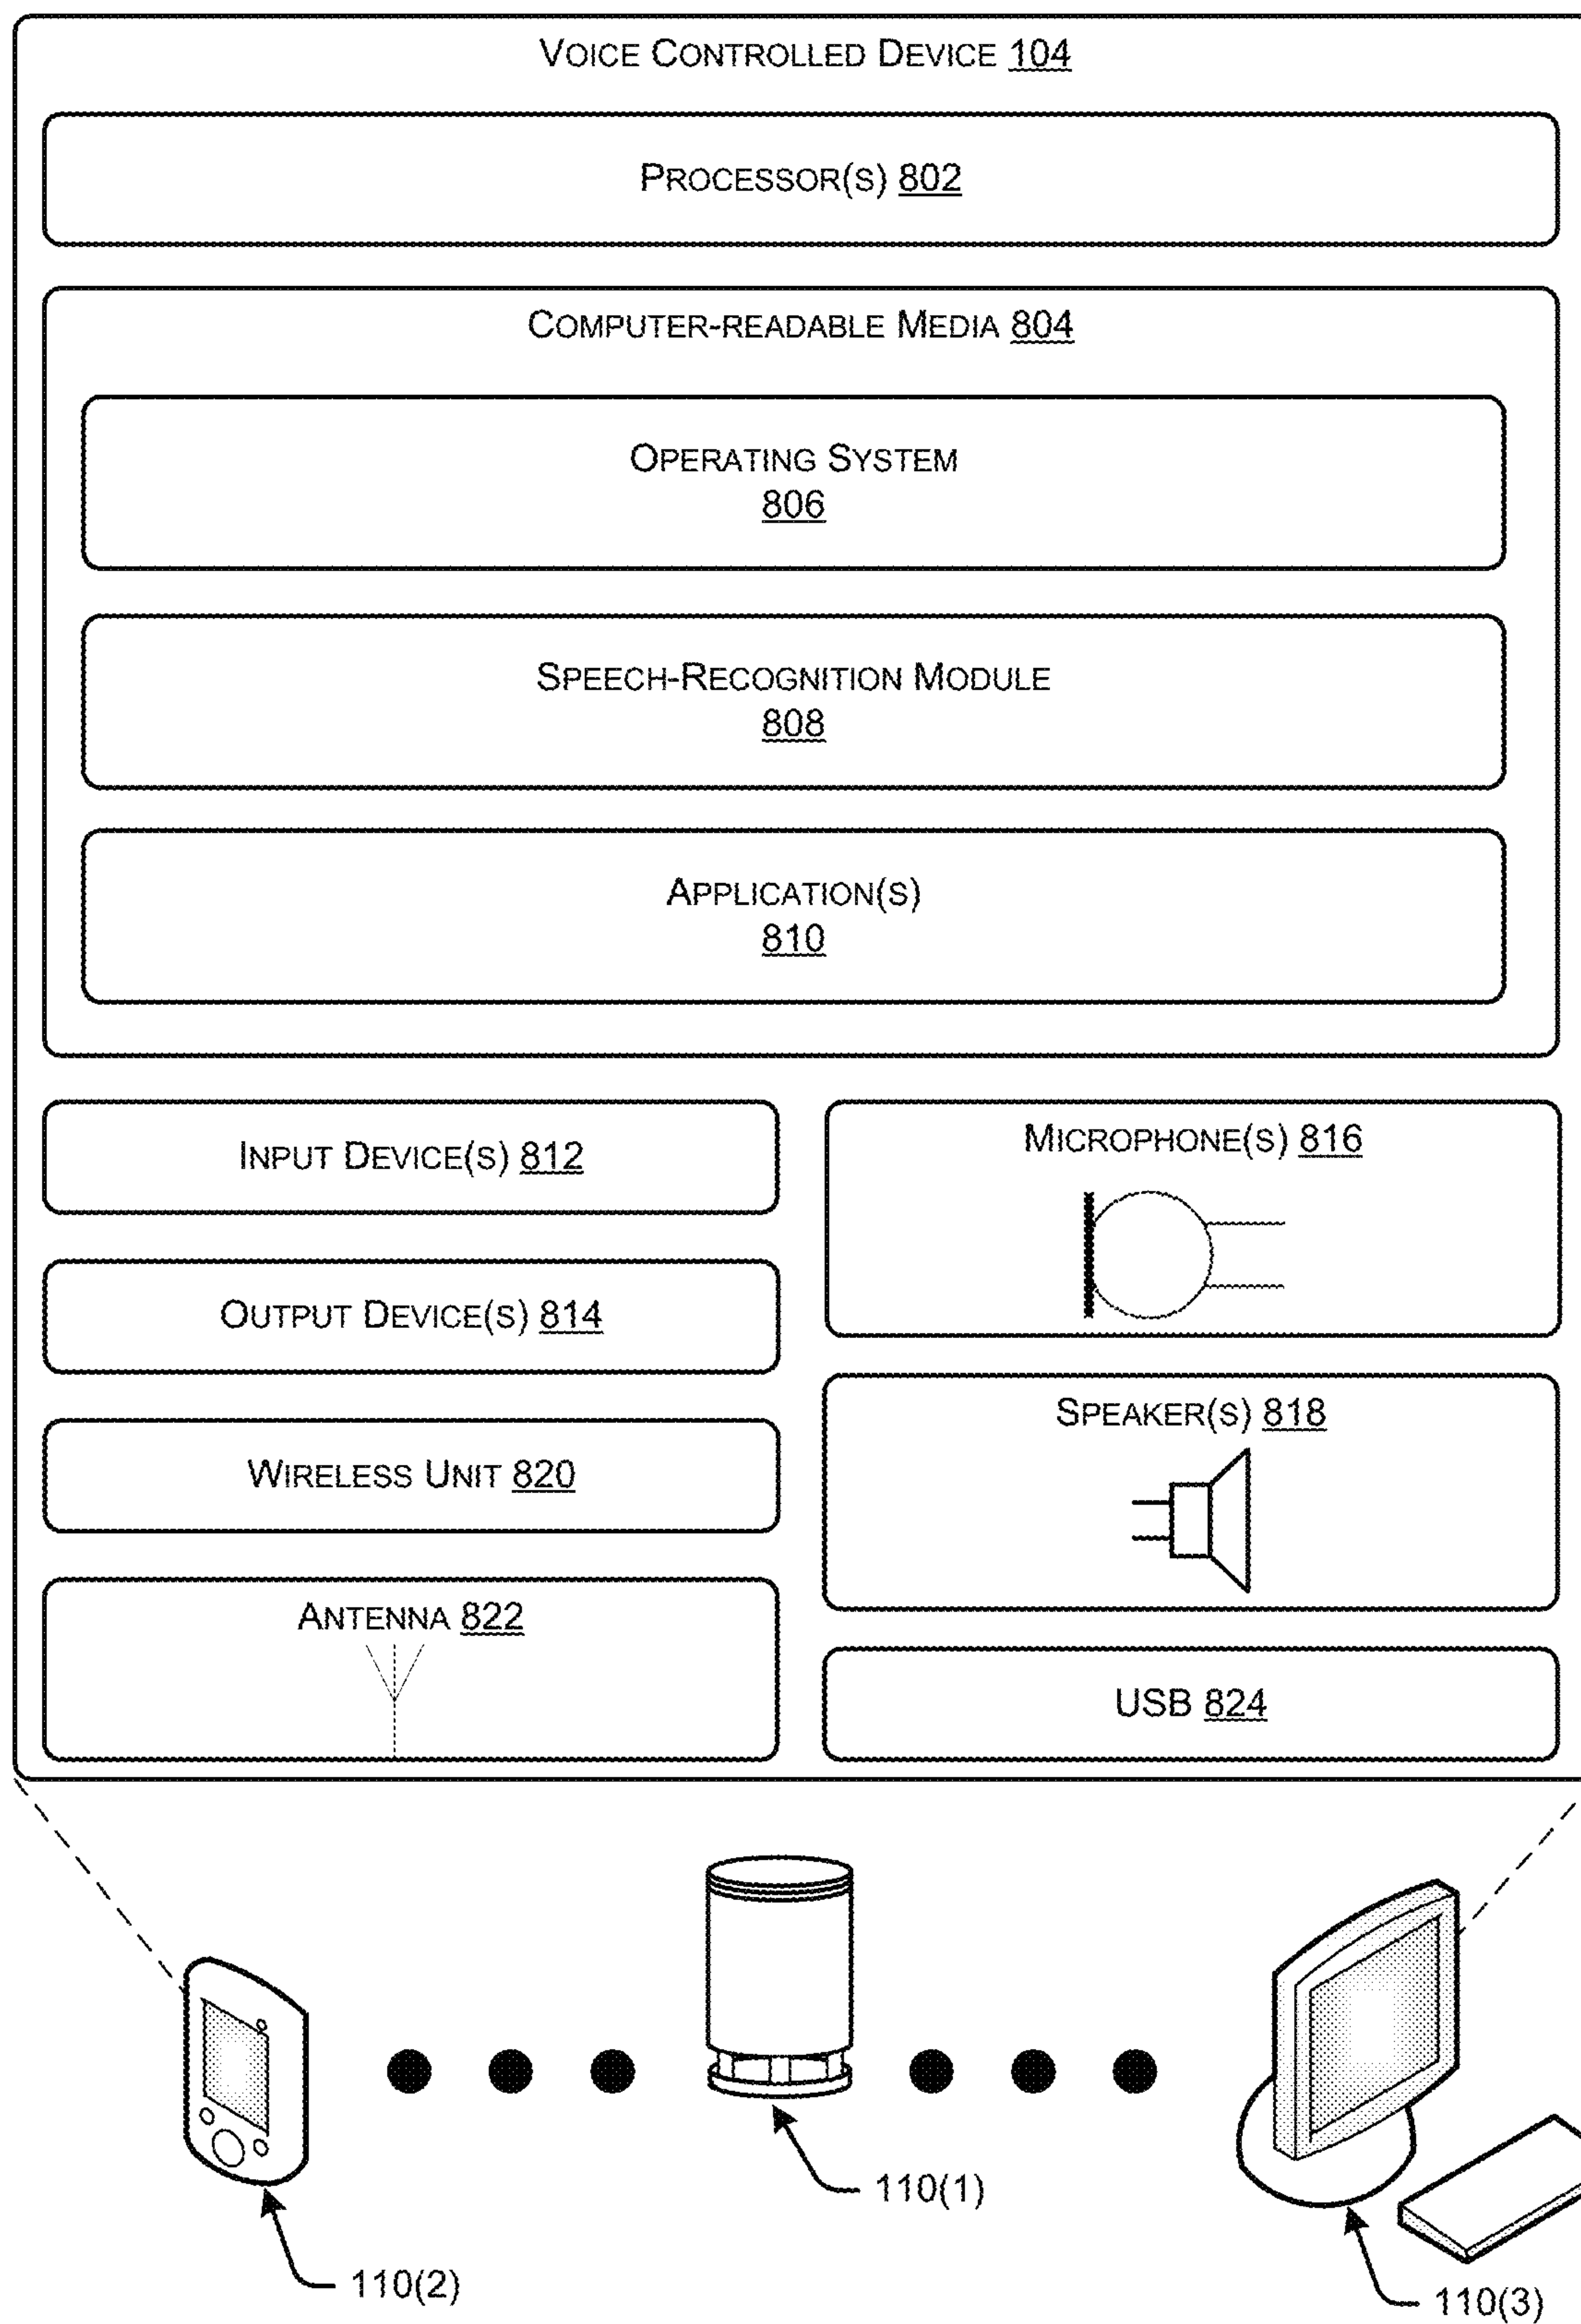 VOICE CONTROLLED DEVICE 104
PROCESSOR(S) 802
COMPUTER-READABLE MEDIA 804
OPERATING SYSTEM
806
SPEECH-RECOGNITION MODULE
808
APPLICATION(S)
810
INPUT DEVICE(S) 812
MICROPHONE(S) 816
OUTPUT DEVICE(S) 814
SPEAKER(S) 818
WIRELESS UNIT 820
ANTENNA 822
USB 824
110(1)
110(2)
110(3)